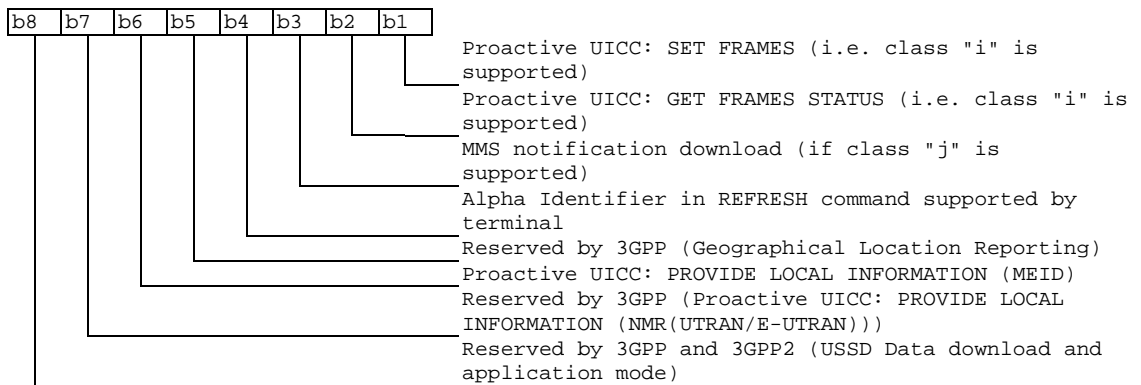 b8 b7 b6 b5 b4 b3 b2 b1
Proactive UICC: SET FRAMES (i.e. class "i" is
supported)
Proactive UICC: GET FRAMES STATUS (i.e. class "i" is
supported)
MMS notification download (if class "j" is
supported)
Alpha Identifier in REFRESH command supported by
terminal
Reserved by 3GPP (Geographical Location Reporting)
Proactive UICC: PROVIDE LOCAL INFORMATION (MEID)
Reserved by 3GPP (Proactive UICC: PROVIDE LOCAL
INFORMATION (NMR(UTRAN/E-UTRAN)))
Reserved by 3GPP and 3GPP2 (USSD Data download and
application mode)